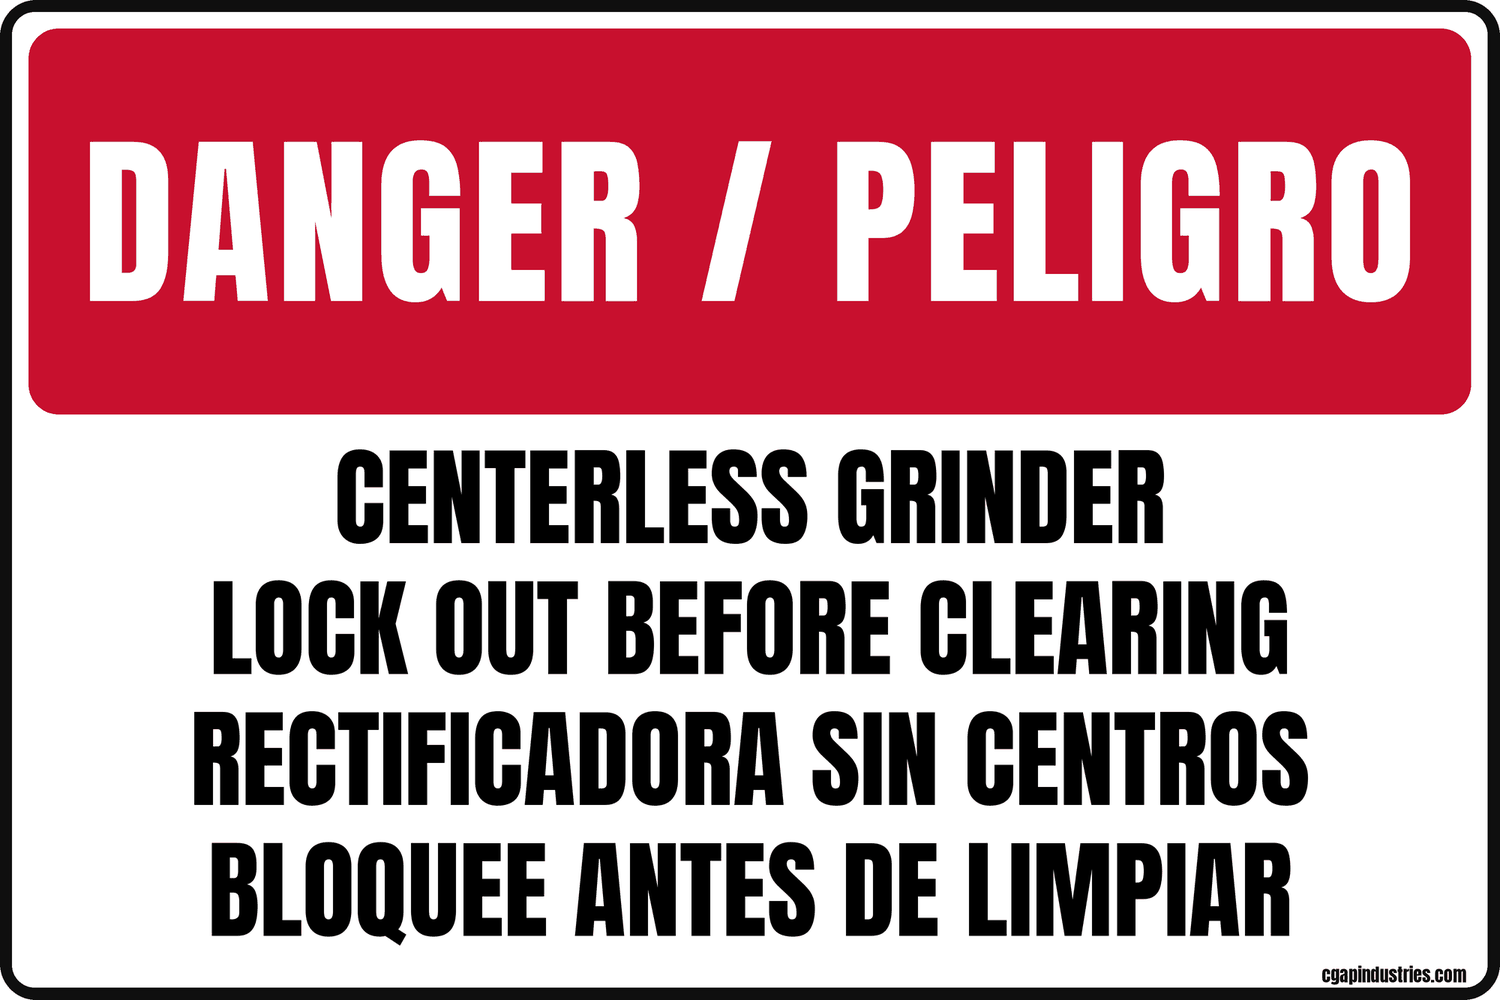 DANGER / PELIGRO
CENTERLESS GRINDER
LOCK OUT BEFORE CLEARING
RECTIFICADORA SIN CENTROS
BLOQUEE ANTES DE LIMPIAR
cgapindustries.com